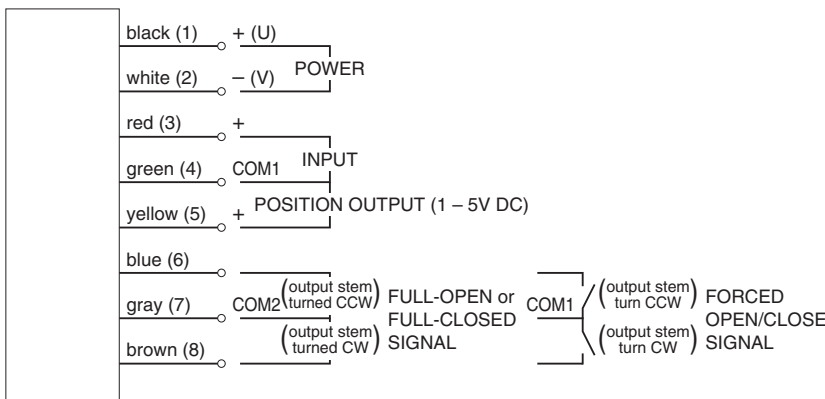 black (1) + (U)
POWER
white (2) – (V)
red (3) +
INPUT
green (4) COM1
POSITION OUTPUT (1 – 5V DC)
yellow (5) +
blue (6)
(output stem turned CCW)
gray (7) COM2
FULL-OPEN or
FULL-CLOSED
SIGNAL
(output stem turned CW)
brown (8)
COM1
(output stem turn CCW)
(output stem turn CW)
FORCED
OPEN/CLOSE
SIGNAL